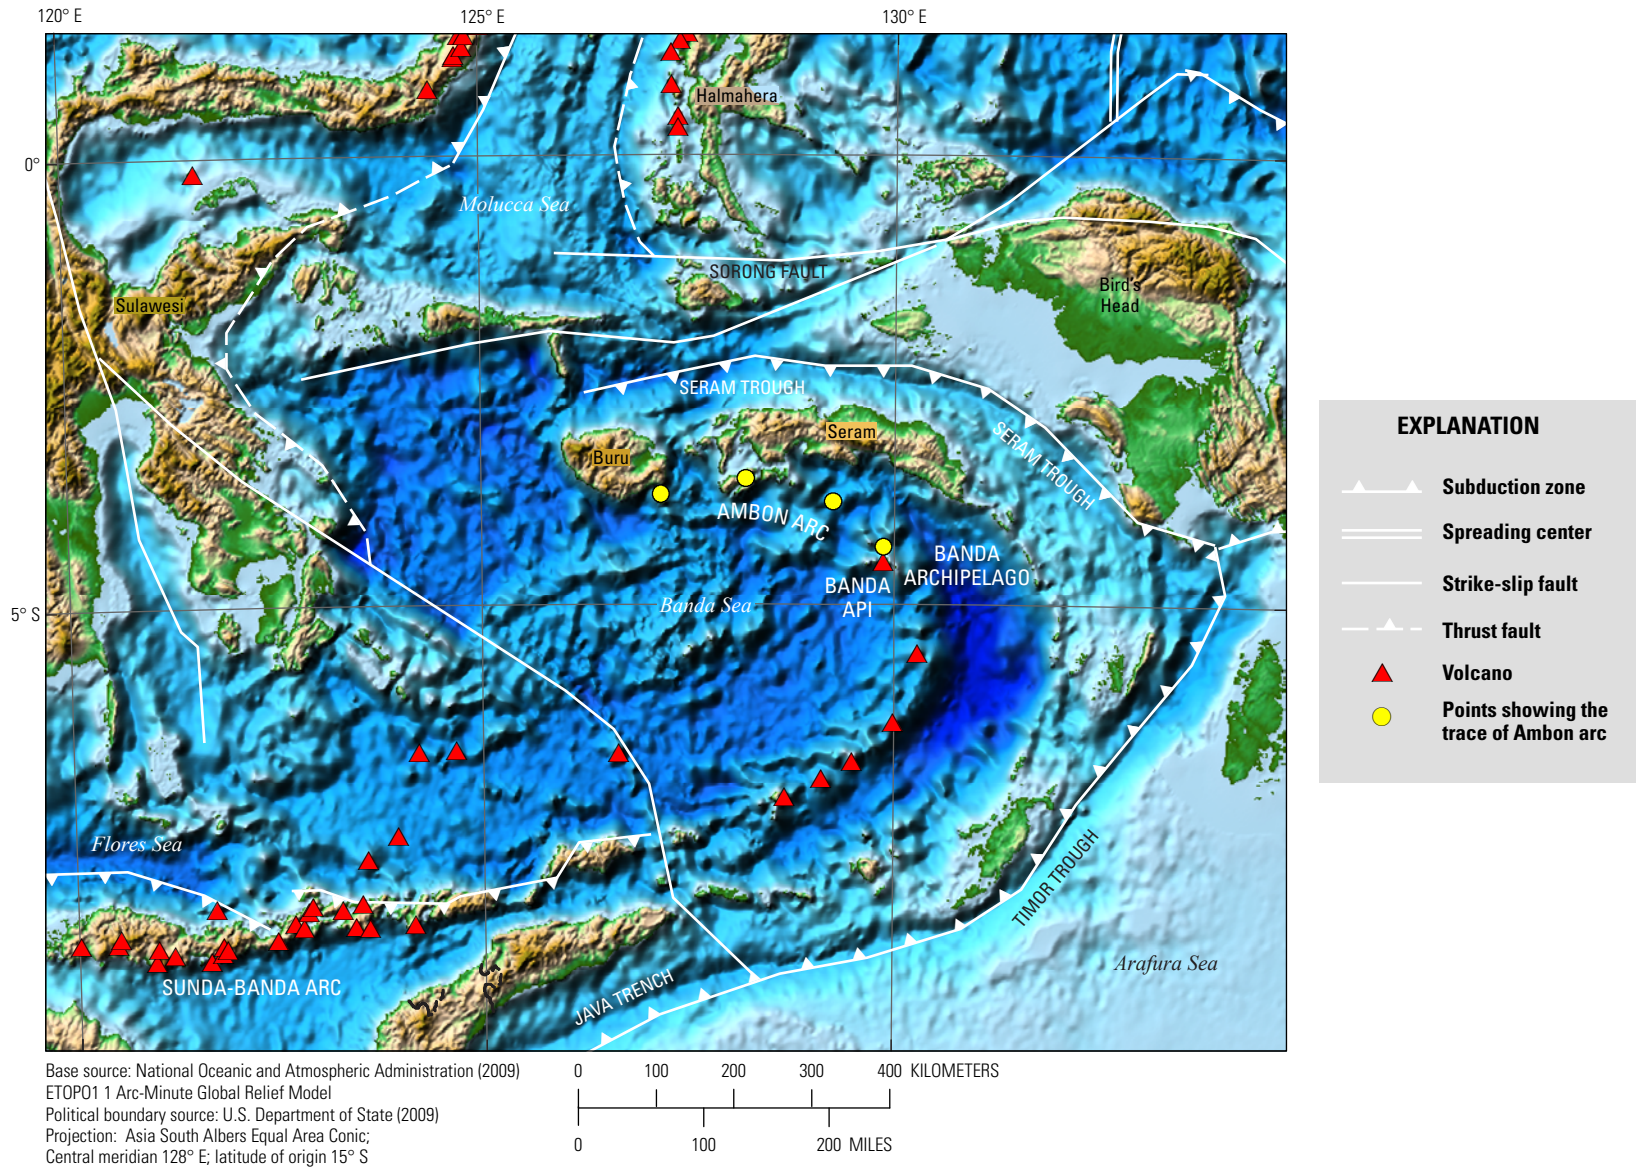 120° E
125° E
130° E
Halmahera
0°
Molucca Sea
SORONG FAULT
Bird's
Head
Sulawesi
SERAM TROUGH
Seram
SERAM TROUGH
Buru
AMBON ARC
BANDA
ARCHIPELAGO
BANDA
API
Banda Sea
5° S
Flores Sea
TIMOR TROUGH
Arafura Sea
SUNDA-BANDA ARC
JAVA TRENCH
EXPLANATION
Subduction zone
Spreading center
Strike-slip fault
Thrust fault
Volcano
Points showing the
trace of Ambon arc
Base source: National Oceanic and Atmospheric Administration (2009)
ETOPO1 1 Arc-Minute Global Relief Model
Political boundary source: U.S. Department of State (2009)
Projection: Asia South Albers Equal Area Conic;
Central meridian 128° E; latitude of origin 15° S
0 100 200 300 400 KILOMETERS
0 100 200 MILES